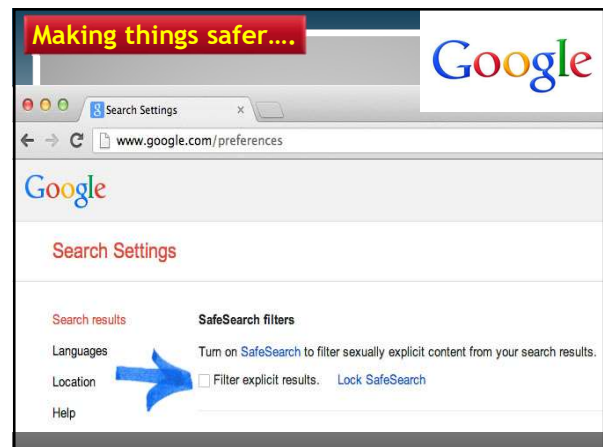 Making things safer....
Google
Search Settings
www.google.com/preferences
Google
Search Settings
Search results
SafeSearch filters
Languages
Turn on SafeSearch to filter sexually explicit content from your search results.
Location
Filter explicit results. Lock SafeSearch
Help